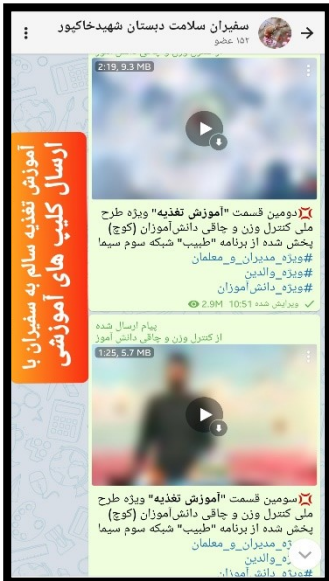 سفیران سلامت دبستان شهیدخاکپور
۱۵۲ عضو
2:19, 9.3 MB
💢دومین قسمت "آموزش تغذیه" ویژه طرح
ملی کنترل وزن و چاقی دانش‌آموزان (کوچ)
پخش شده از برنامه "طبیب" شبکه سوم سیما
#ویژه_مدیران_و_معلمان
#ویژه_والدین
#ویژه_دانش‌آموزان
2.9M ویرایش شده 10:51
پیام ارسال شده
از کنترل وزن و چاقی دانش آموز
1:25, 5.7 MB
💢سومین قسمت "آموزش تغذیه" ویژه طرح
ملی کنترل وزن و چاقی دانش‌آموزان (کوچ)
پخش شده از برنامه "طبیب" شبکه سوم سیما
ژه_مدیران_و_معلمان
ژه_والدین
آموزش تغذیه سالم به سفیران با
ارسال کلیپ های آموزشی